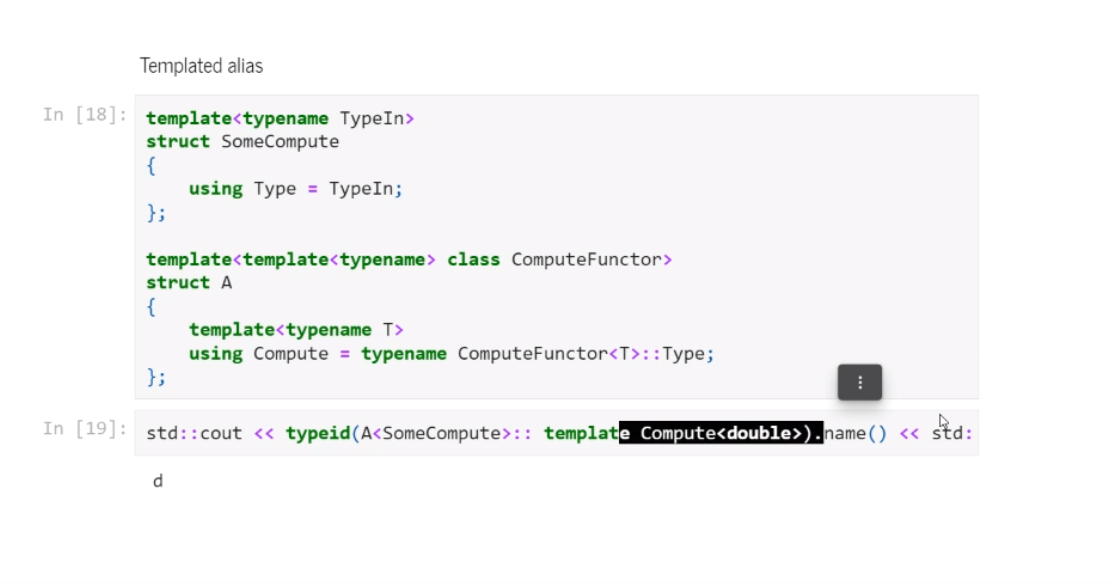 Templated alias
In [18]:
template<typename TypeIn>
struct SomeCompute
{
    using Type = TypeIn;
};
template<template<typename> class ComputeFunctor>
struct A
{
    template<typename T>
    using Compute = typename ComputeFunctor<T>::Type;
};
In [19]:
std::cout << typeid(A<SomeCompute>:: template Compute<double>).name() << std:
d